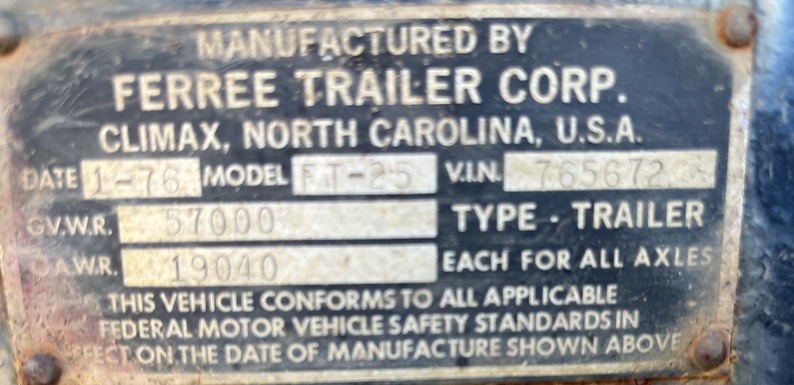 MANUFACTURED BY
FERREE TRAILER CORP.
CLIMAX, NORTH CAROLINA, U.S.A.
DATE 1-76 MODEL FT-25 V.I.N. 765672
G.V.W.R. 57000 TYPE - TRAILER
G.A.W.R. 19040 EACH FOR ALL AXLES
THIS VEHICLE CONFORMS TO ALL APPLICABLE
FEDERAL MOTOR VEHICLE SAFETY STANDARDS IN
EFFECT ON THE DATE OF MANUFACTURE SHOWN ABOVE